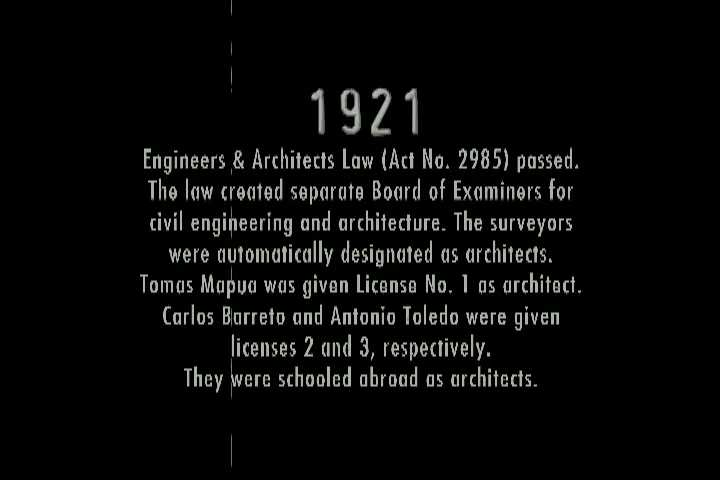 1921
Engineers & Architects Law (Act No. 2985) passed.
The law created separate Board of Examiners for
civil engineering and architecture. The surveyors
were automatically designated as architects.
Tomas Mapua was given License No. 1 as architect.
Carlos Barreto and Antonio Toledo were given
licenses 2 and 3, respectively.
They were schooled abroad as architects.